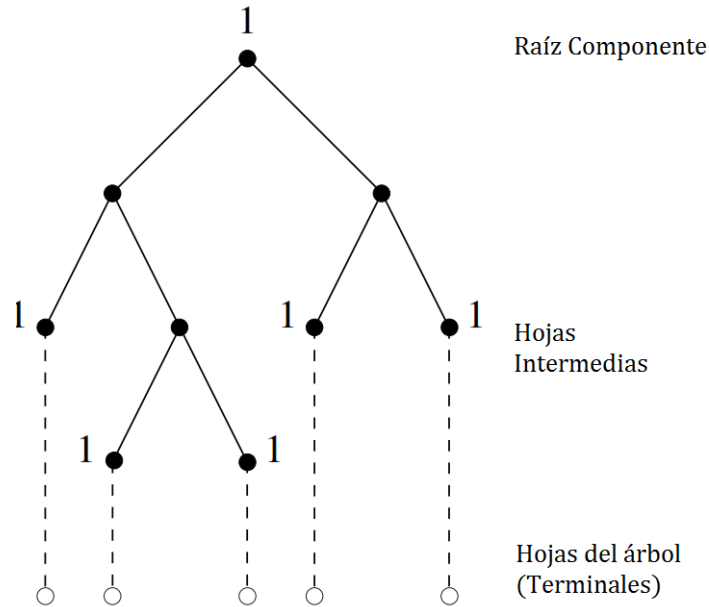 1
Raíz Componente
1
1
1
Hojas
Intermedias
1
1
Hojas del árbol
(Terminales)